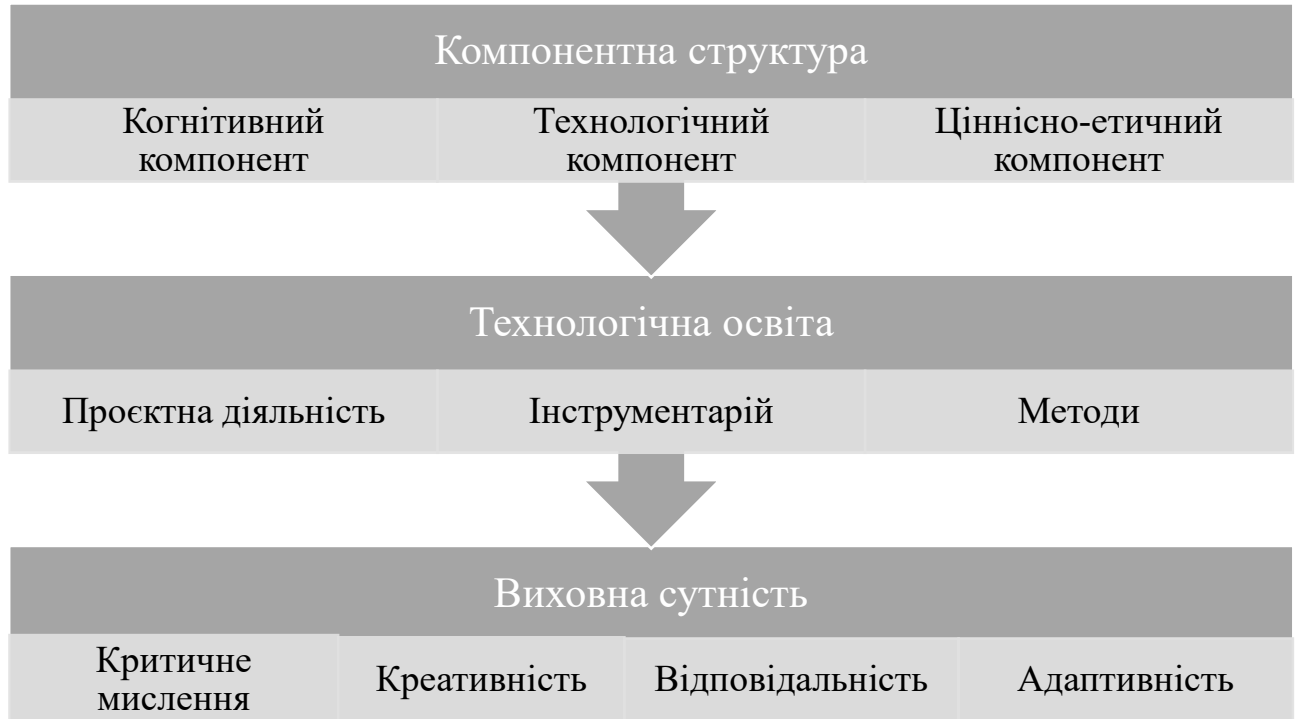 Компонентна структура
Когнітивний
компонент
Технологічний
компонент
Ціннісно-етичний
компонент
Технологічна освіта
Проєктна діяльність
Інструментарій
Методи
Виховна сутність
Критичне
мислення
Креативність
Відповідальність
Адаптивність